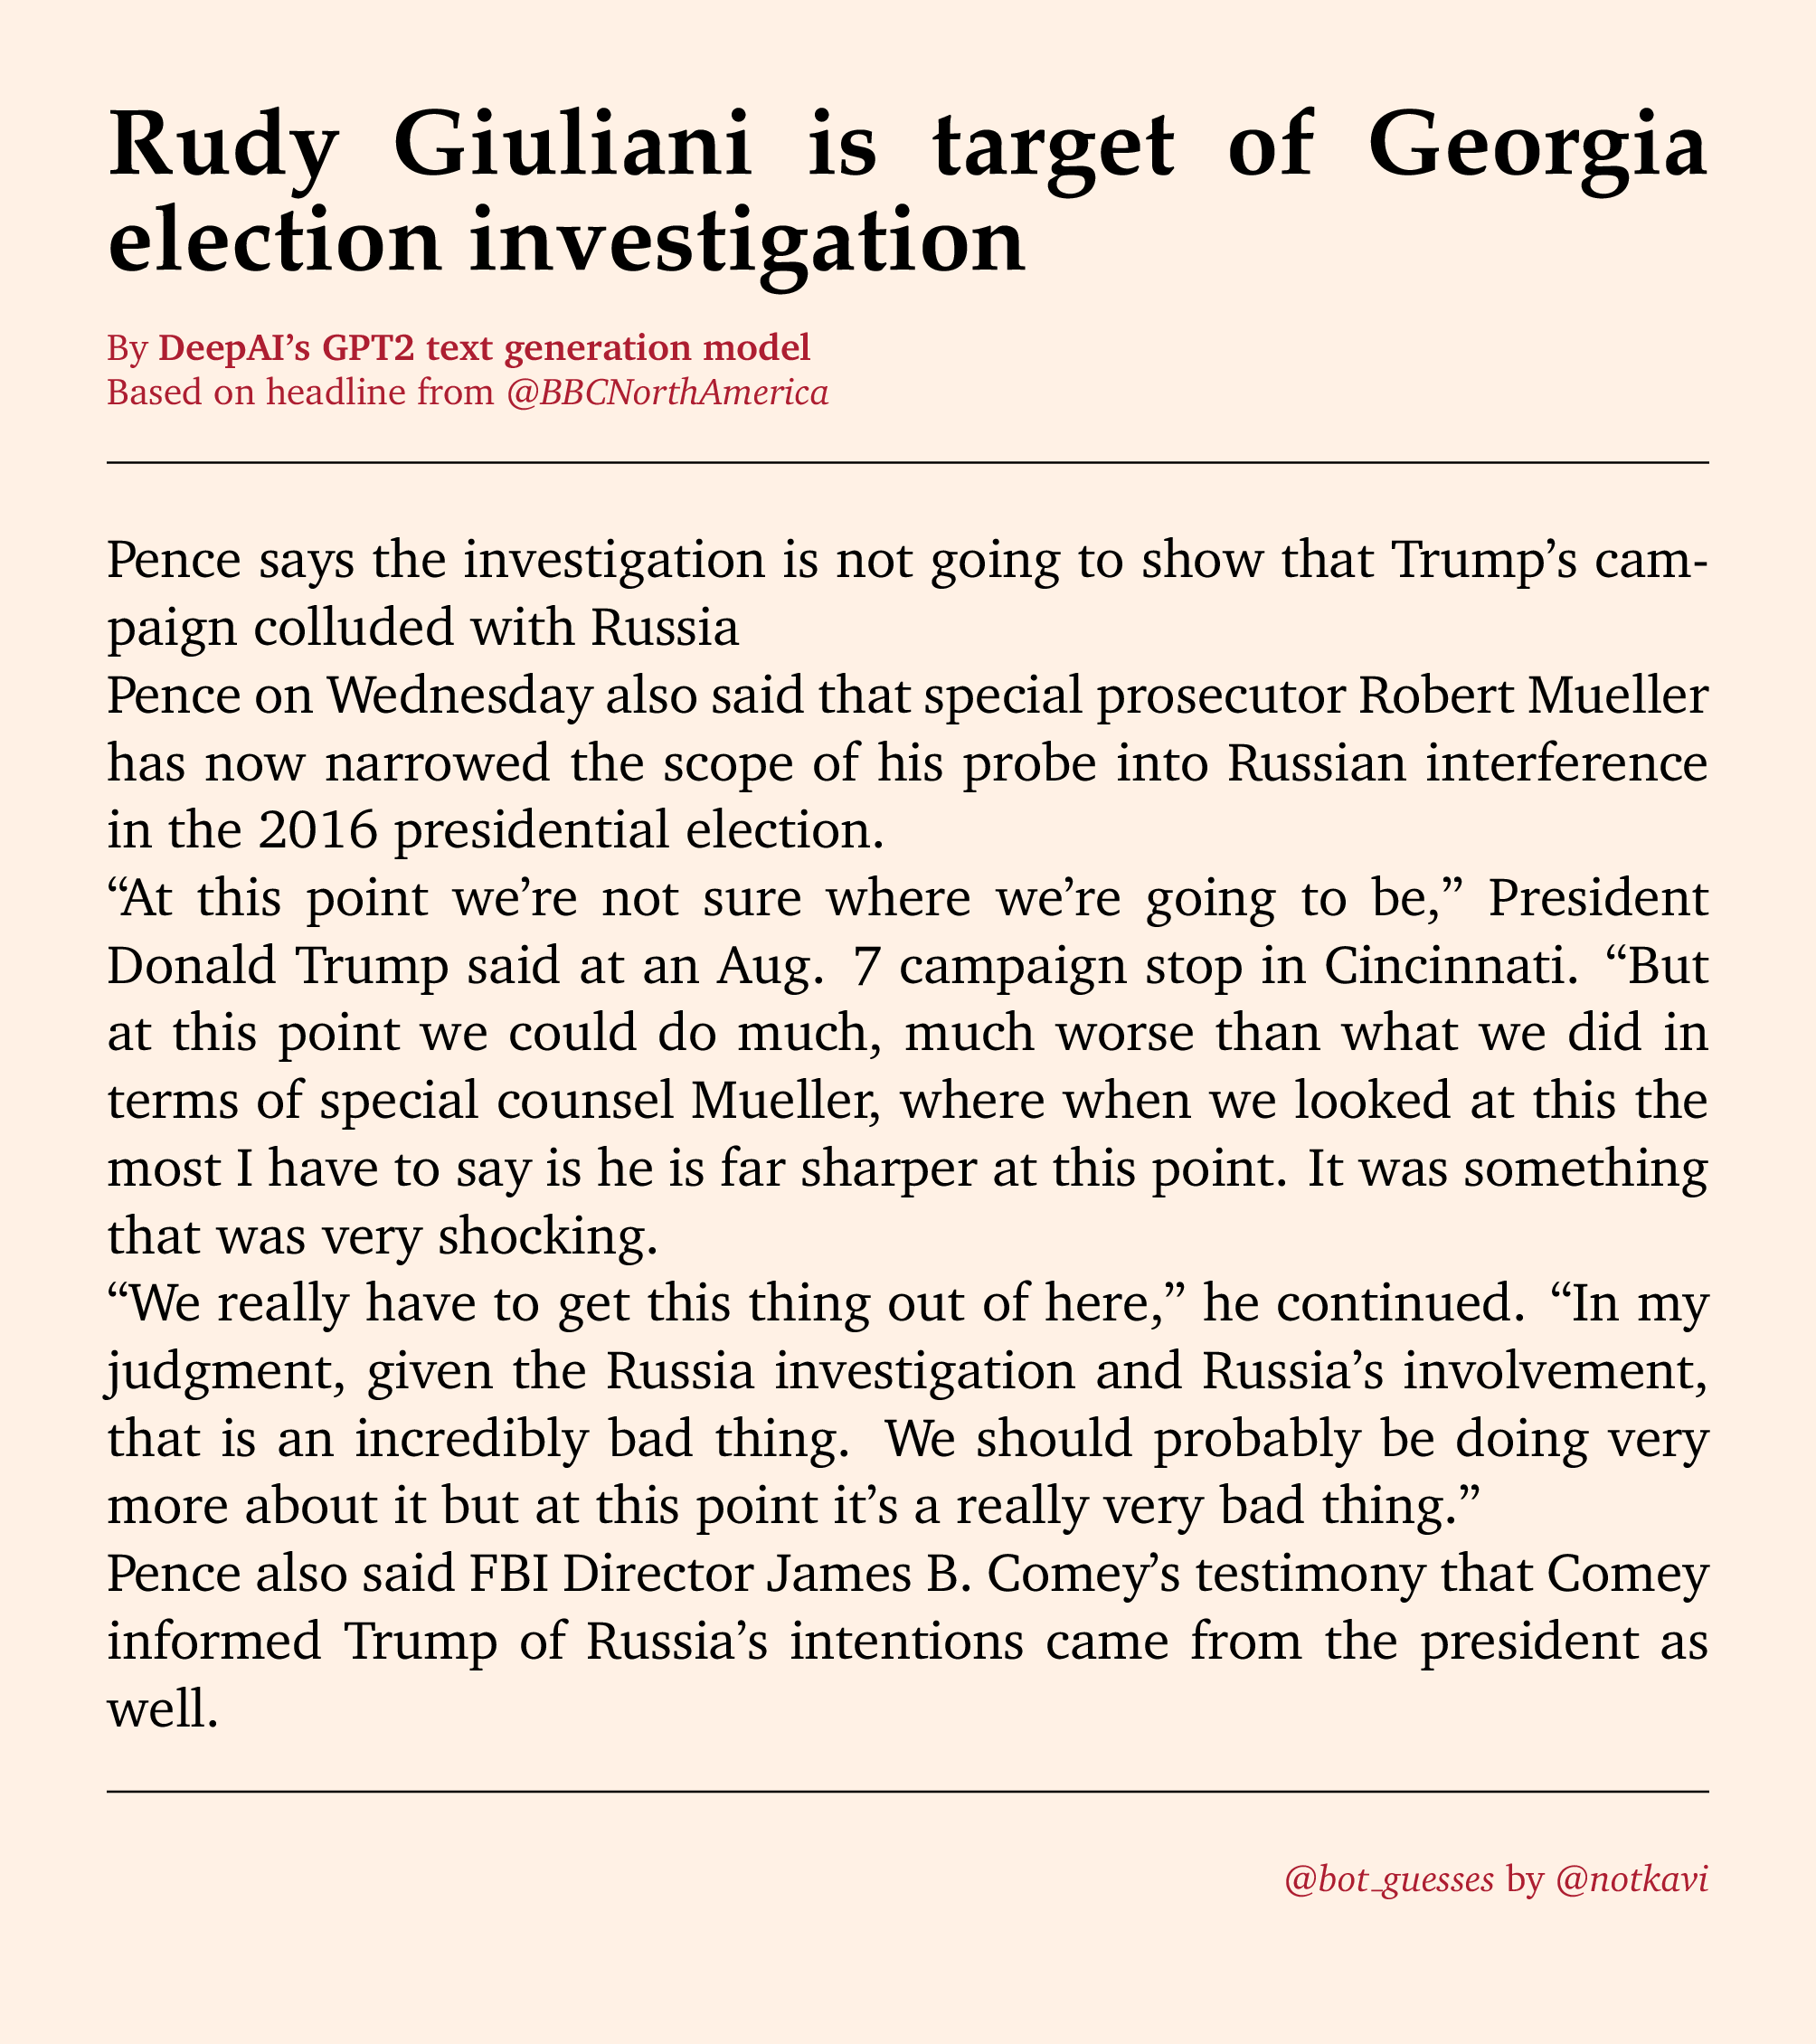 Rudy Giuliani is target of Georgia
election investigation
By DeepAI’s GPT2 text generation model
Based on headline from @BBCNorthAmerica
Pence says the investigation is not going to show that Trump’s cam-
paign colluded with Russia
Pence on Wednesday also said that special prosecutor Robert Mueller
has now narrowed the scope of his probe into Russian interference
in the 2016 presidential election.
“At this point we’re not sure where we’re going to be,” President
Donald Trump said at an Aug. 7 campaign stop in Cincinnati. “But
at this point we could do much, much worse than what we did in
terms of special counsel Mueller, where when we looked at this the
most I have to say is he is far sharper at this point. It was something
that was very shocking.
“We really have to get this thing out of here,” he continued. “In my
judgment, given the Russia investigation and Russia’s involvement,
that is an incredibly bad thing. We should probably be doing very
more about it but at this point it’s a really very bad thing.”
Pence also said FBI Director James B. Comey’s testimony that Comey
informed Trump of Russia’s intentions came from the president as
well.
@bot_guesses by @notkavi